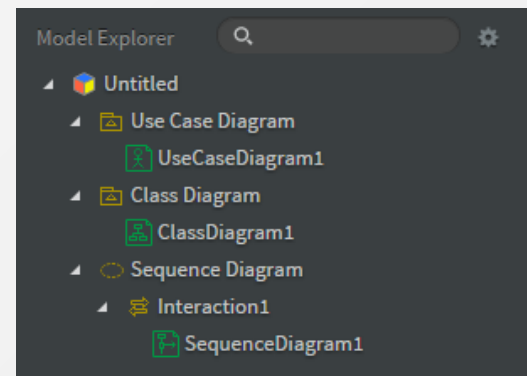 Model Explorer
Untitled
Use Case Diagram
UseCaseDiagram1
Class Diagram
ClassDiagram1
Sequence Diagram
Interaction1
SequenceDiagram1